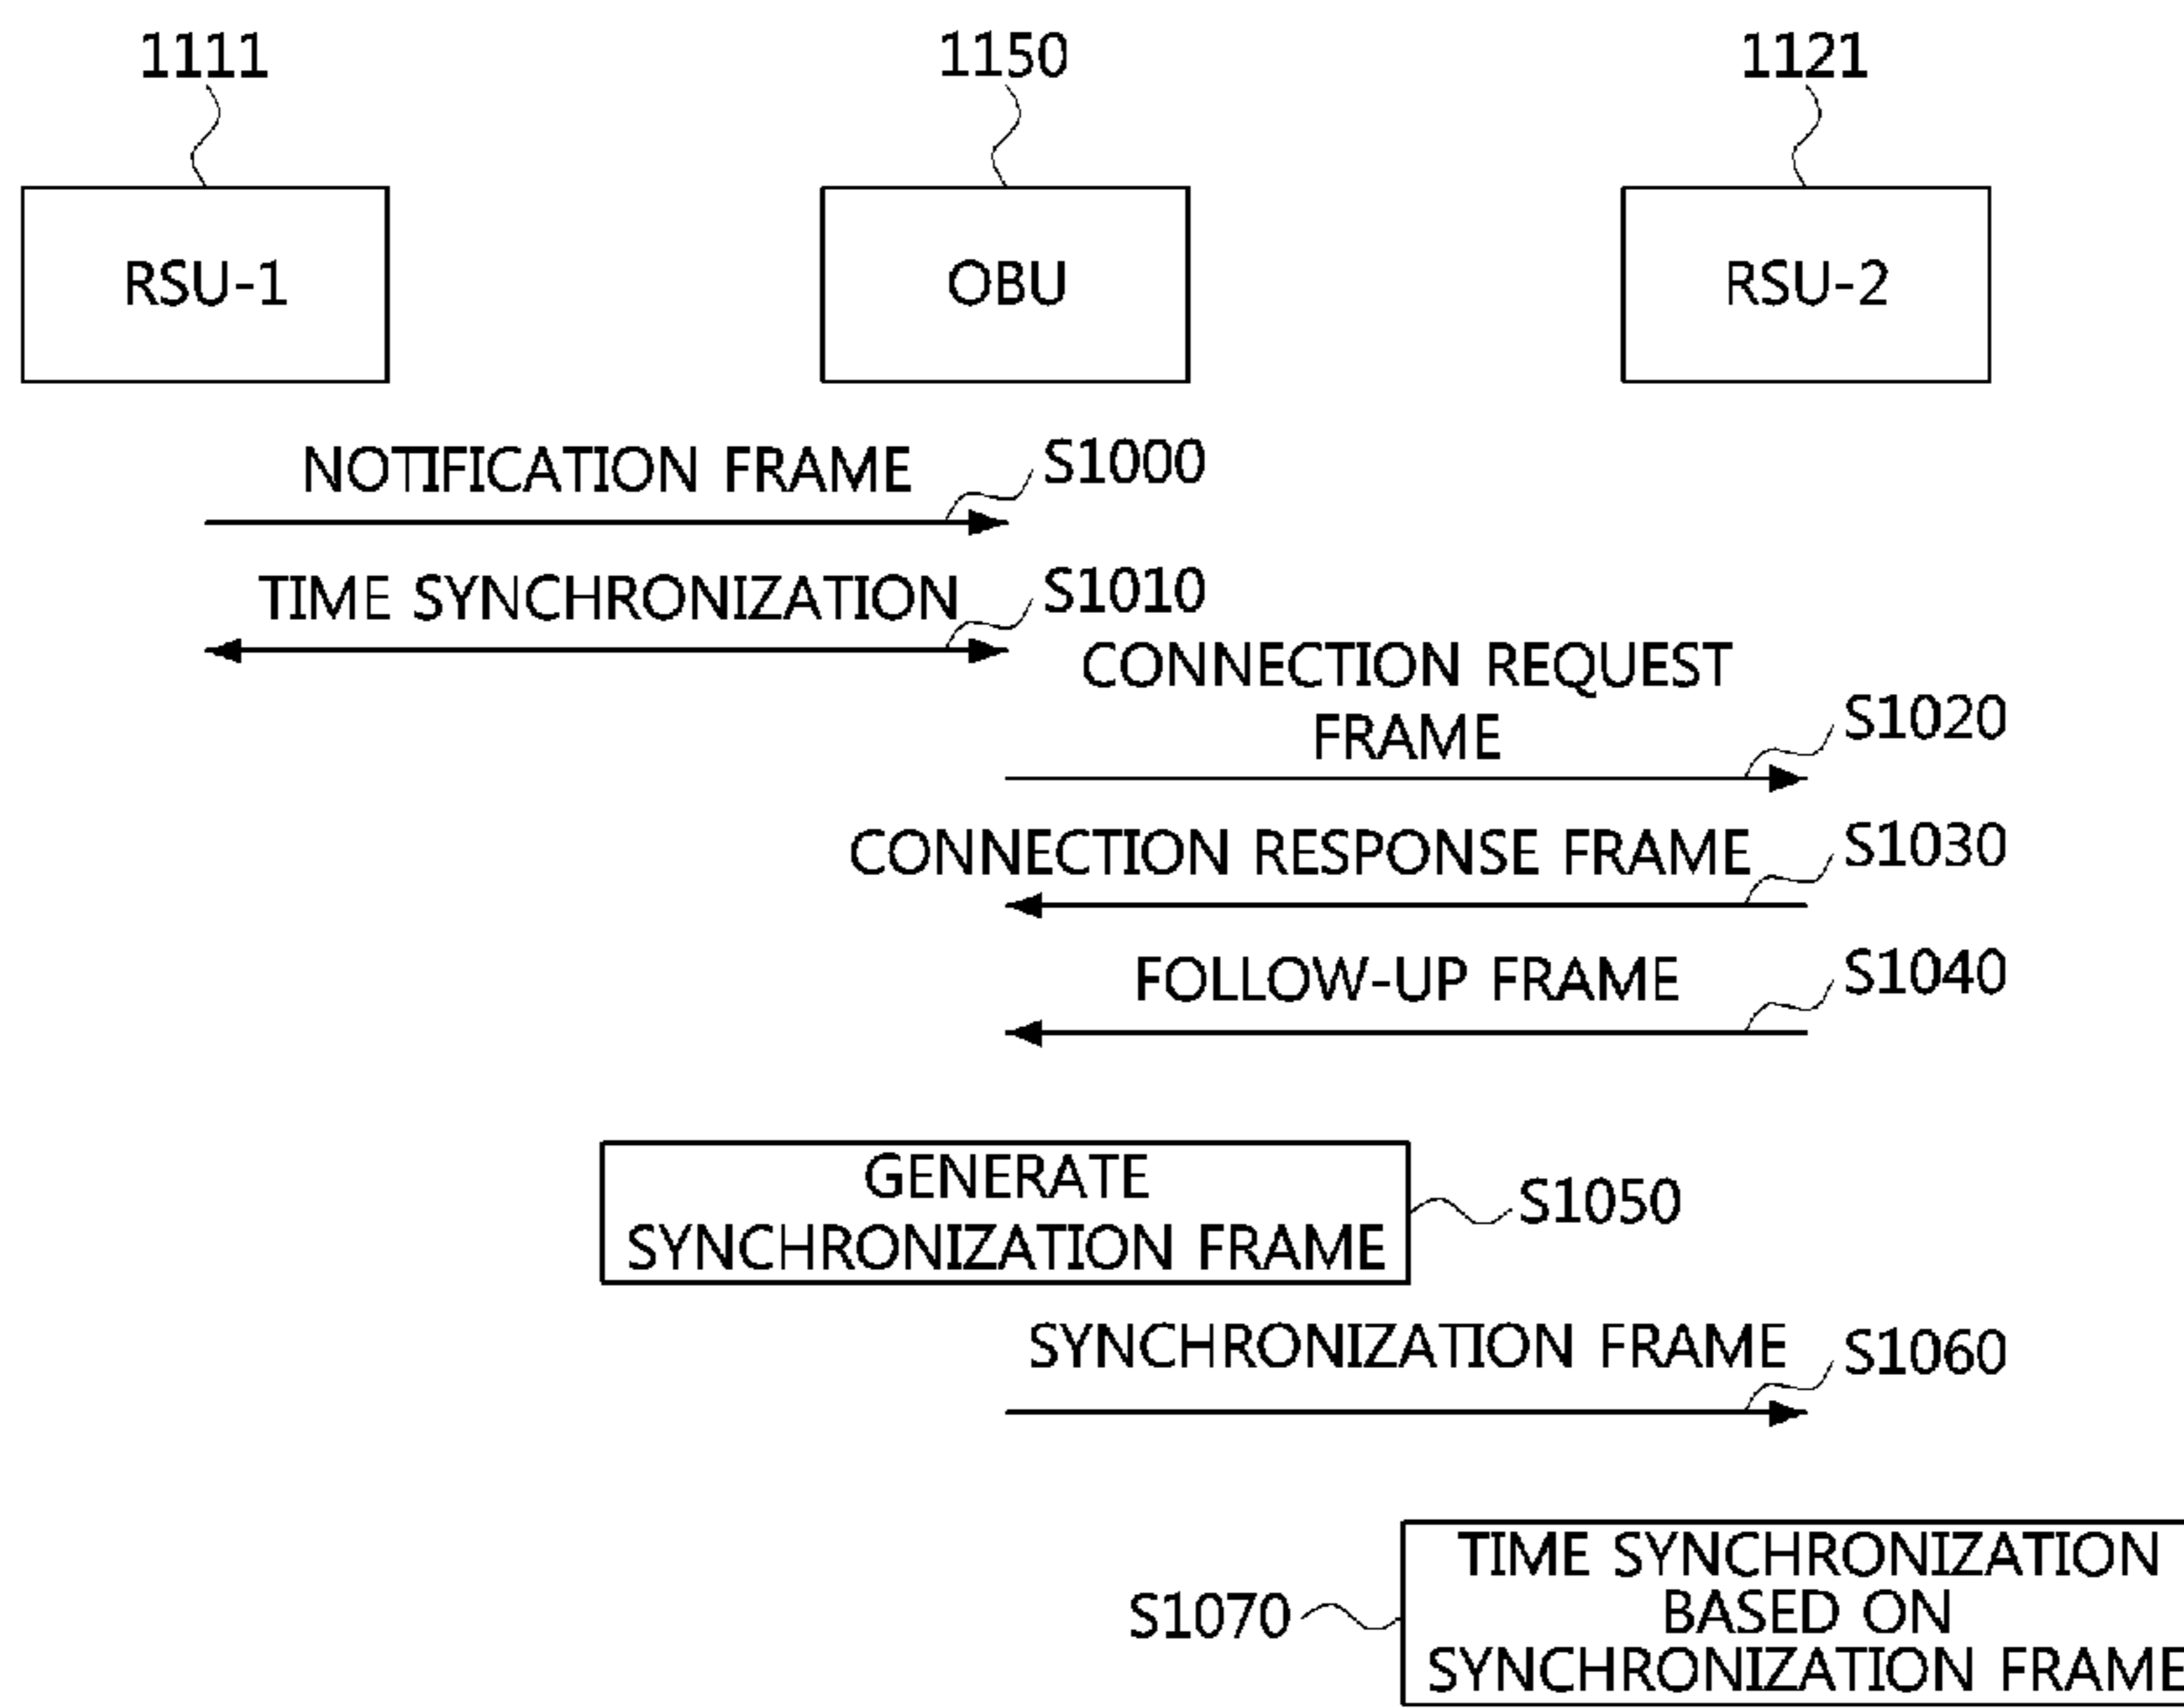 1111
1150
1121
RSU-1
OBU
RSU-2
NOTIFICATION FRAME
S1000
TIME SYNCHRONIZATION
S1010
CONNECTION REQUEST
FRAME
S1020
CONNECTION RESPONSE FRAME
S1030
FOLLOW-UP FRAME
S1040
GENERATE
SYNCHRONIZATION FRAME
S1050
SYNCHRONIZATION FRAME
S1060
TIME SYNCHRONIZATION
BASED ON
SYNCHRONIZATION FRAME
S1070